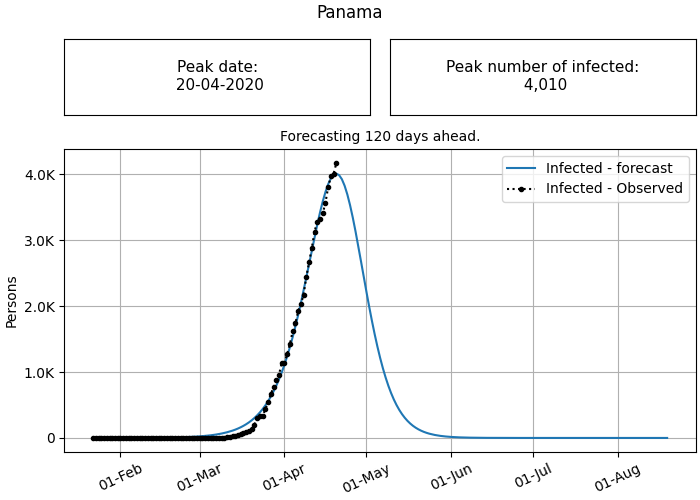 Panama
Peak date:
20-04-2020
Peak number of infected:
4,010
Forecasting 120 days ahead.
Infected - forecast
Infected - Observed
4.0K
3.0K
2.0K
1.0K
0
Persons
01-Feb
01-Mar
01-Apr
01-May
01-Jun
01-Jul
01-Aug